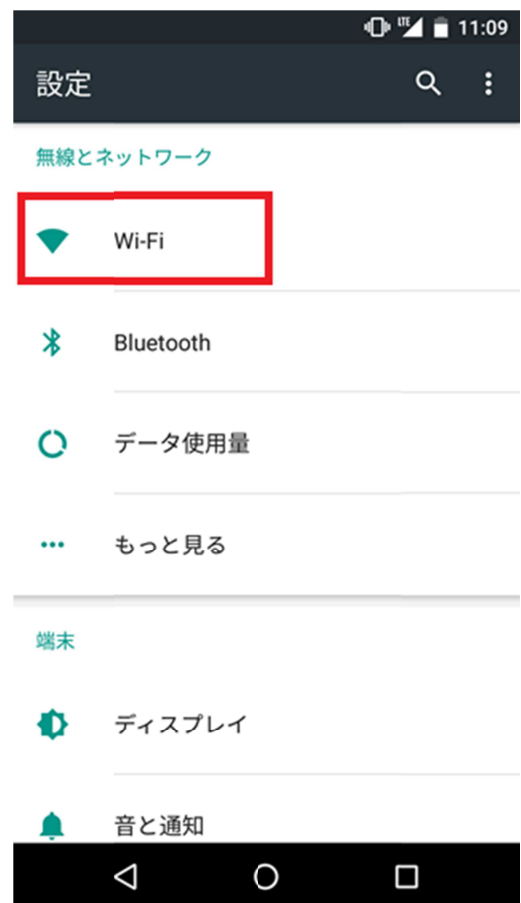 LTE 11:09
設定
無線とネットワーク
Wi-Fi
Bluetooth
データ使用量
もっと見る
端末
ディスプレイ
音と通知